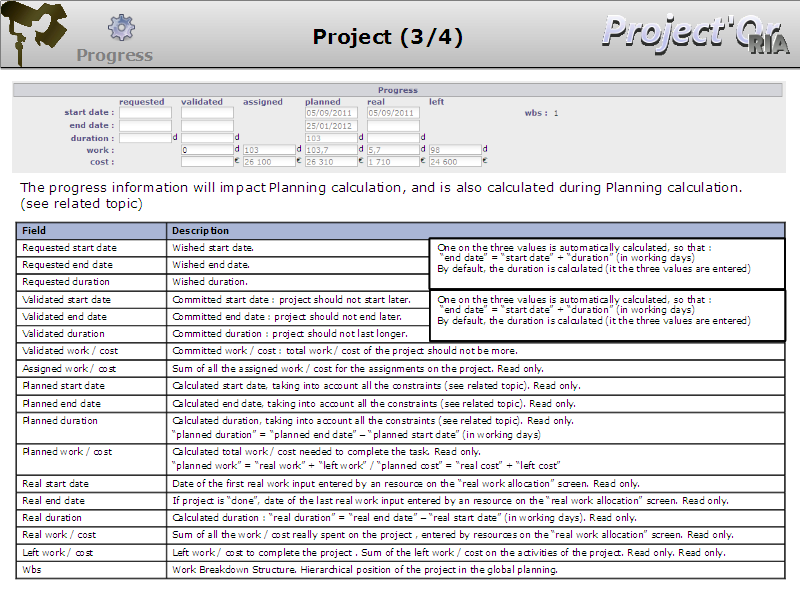 Project (3/4)
Project'Or
RIA
Progress
Progress
requested validated assigned planned real left
start date : 05/09/2011 05/09/2011 wbs : 1
end date : 25/01/2012
duration : d d 103 d d
work : 0 d 103 d 103,7 d 5,7 d 98 d
cost : € 26 100 € 26 310 € 1 710 € 24 600 €
The progress information will impact Planning calculation, and is also calculated during Planning calculation.
(see related topic)
Field Description
Requested start date Wished start date.
Requested end date Wished end date.
Requested duration Wished duration.
One on the three values is automatically calculated, so that :
“end date” = “start date” + “duration” (in working days)
By default, the duration is calculated (it the three values are entered)
Validated start date Committed start date : project should not start later.
Validated end date Committed end date : project should not end later.
Validated duration Committed duration : project should not last longer.
One on the three values is automatically calculated, so that :
“end date” = “start date” + “duration” (in working days)
By default, the duration is calculated (it the three values are entered)
Validated work / cost Committed work / cost : total work / cost of the project should not be more.
Assigned work / cost Sum of all the assigned work / cost for the assignments on the project. Read only.
Planned start date Calculated start date, taking into account all the constraints (see related topic). Read only.
Planned end date Calculated end date, taking into account all the constraints (see related topic). Read only.
Planned duration Calculated duration, taking into account all the constraints (see related topic). Read only.
“planned duration” = “planned end date” – “planned start date” (in working days)
Planned work / cost Calculated total work / cost needed to complete the task. Read only.
“planned work” = “real work” + “left work” / “planned cost” = “real cost” + “left cost”
Real start date Date of the first real work input entered by an resource on the “real work allocation” screen. Read only.
Real end date If project is “done”, date of the last real work input entered by an resource on the “real work allocation” screen. Read only.
Real duration Calculated duration : “real duration” = “real end date” – “real start date” (in working days). Read only.
Real work / cost Sum of all the work / cost really spent on the project , entered by resources on the “real work allocation” screen. Read only.
Left work / cost Left work / cost to complete the project . Sum of the left work / cost on the activities of the project. Read only. Read only.
Wbs Work Breakdown Structure. Hierarchical position of the project in the global planning.